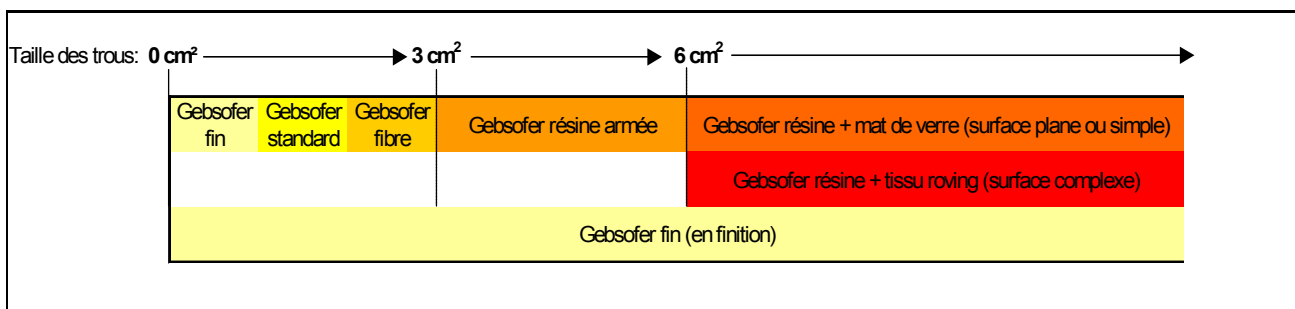 Taille des trous: 0 cm² 3 cm² 6 cm²
Gebsofer fin
Gebsofer standard
Gebsofer fibre
Gebsofer résine armée
Gebsofer résine + mat de verre (surface plane ou simple)
Gebsofer résine + tissu roving (surface complexe)
Gebsofer fin (en finition)